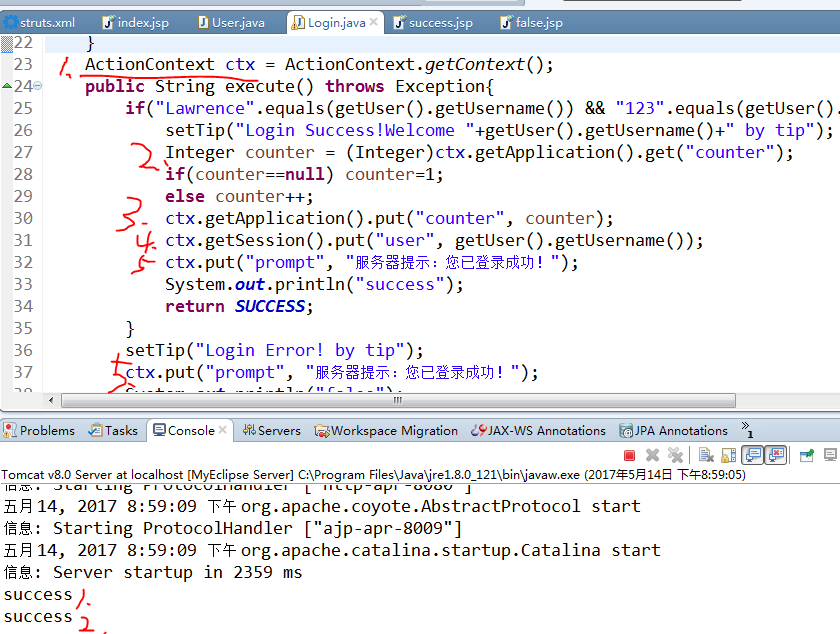 struts.xml index.jsp User.java Login.java success.jsp false.jsp
22 }
1. 23 ActionContext ctx = ActionContext.getContext();
24 public String execute() throws Exception{
25 if("Lawrence".equals(getUser().getUsername()) && "123".equals(getUser().
26 setTip("Login Success!Welcome "+getUser().getUsername()+" by tip");
2. 27 Integer counter = (Integer)ctx.getApplication().get("counter");
28 if(counter==null) counter=1;
29 else counter++;
3. 30 ctx.getApplication().put("counter", counter);
4. 31 ctx.getSession().put("user", getUser().getUsername());
5 32 ctx.put("prompt", "服务器提示：您已登录成功！");
33 System.out.println("success");
34 return SUCCESS;
35 }
36 setTip("Login Error! by tip");
5. 37 ctx.put("prompt", "服务器提示：您已登录成功！");
38 System.out.println("false");
Problems Tasks Console Servers Workspace Migration JAX-WS Annotations JPA Annotations »1
Tomcat v8.0 Server at localhost [MyEclipse Server] C:\Program Files\Java\jre1.8.0_121\bin\javaw.exe (2017年5月14日 下午8:59:05)
信息: Starting ProtocolHandler ["http-apr-8080"]
五月 14, 2017 8:59:09 下午 org.apache.coyote.AbstractProtocol start
信息: Starting ProtocolHandler ["ajp-apr-8009"]
五月 14, 2017 8:59:09 下午 org.apache.catalina.startup.Catalina start
信息: Server startup in 2359 ms
success 1.
success 2.